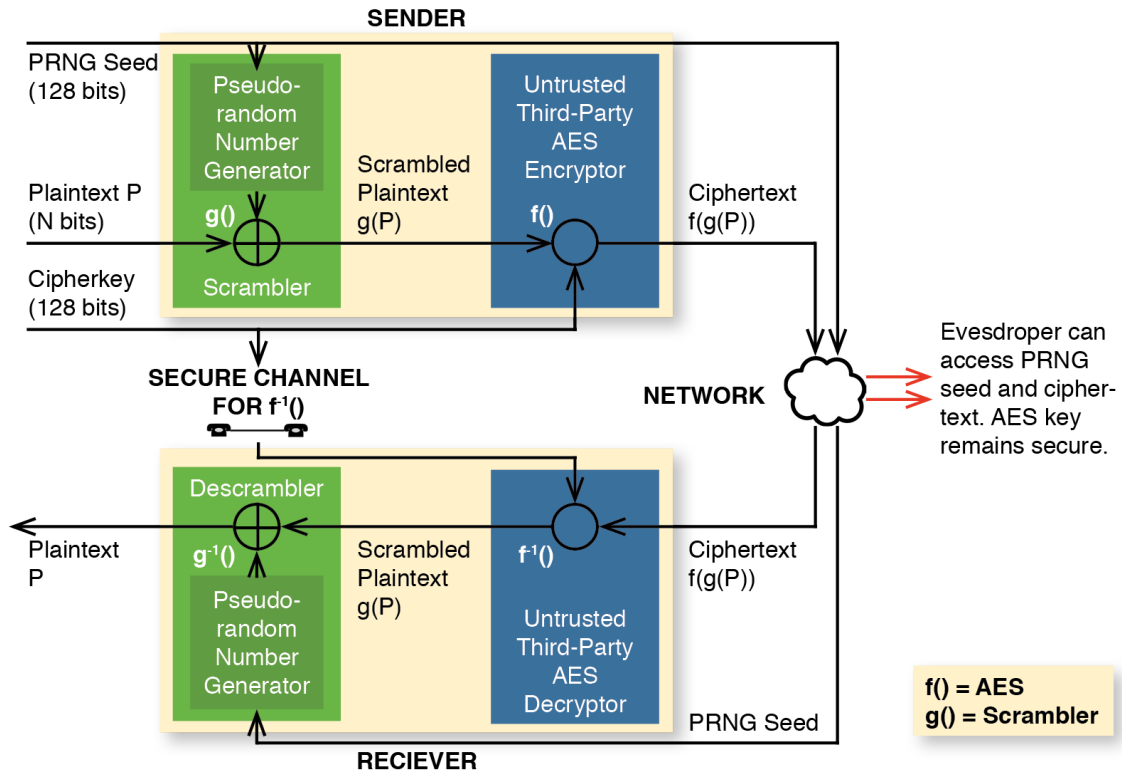 SENDER
PRNG Seed
(128 bits)
Pseudo-
random
Number
Generator
Untrusted
Third-Party
AES
Encryptor
Plaintext P
(N bits)
g()
Scrambled
Plaintext
g(P)
f()
Ciphertext
f(g(P))
Cipherkey
(128 bits)
Scrambler
SECURE CHANNEL
FOR f⁻¹()
NETWORK
Evesdroper can
access PRNG
seed and cipher-
text. AES key
remains secure.
Descrambler
Plaintext
P
g⁻¹()
Scrambled
Plaintext
g(P)
f⁻¹()
Ciphertext
f(g(P))
Pseudo-
random
Number
Generator
Untrusted
Third-Party
AES
Decryptor
PRNG Seed
RECIEVER
f() = AES
g() = Scrambler